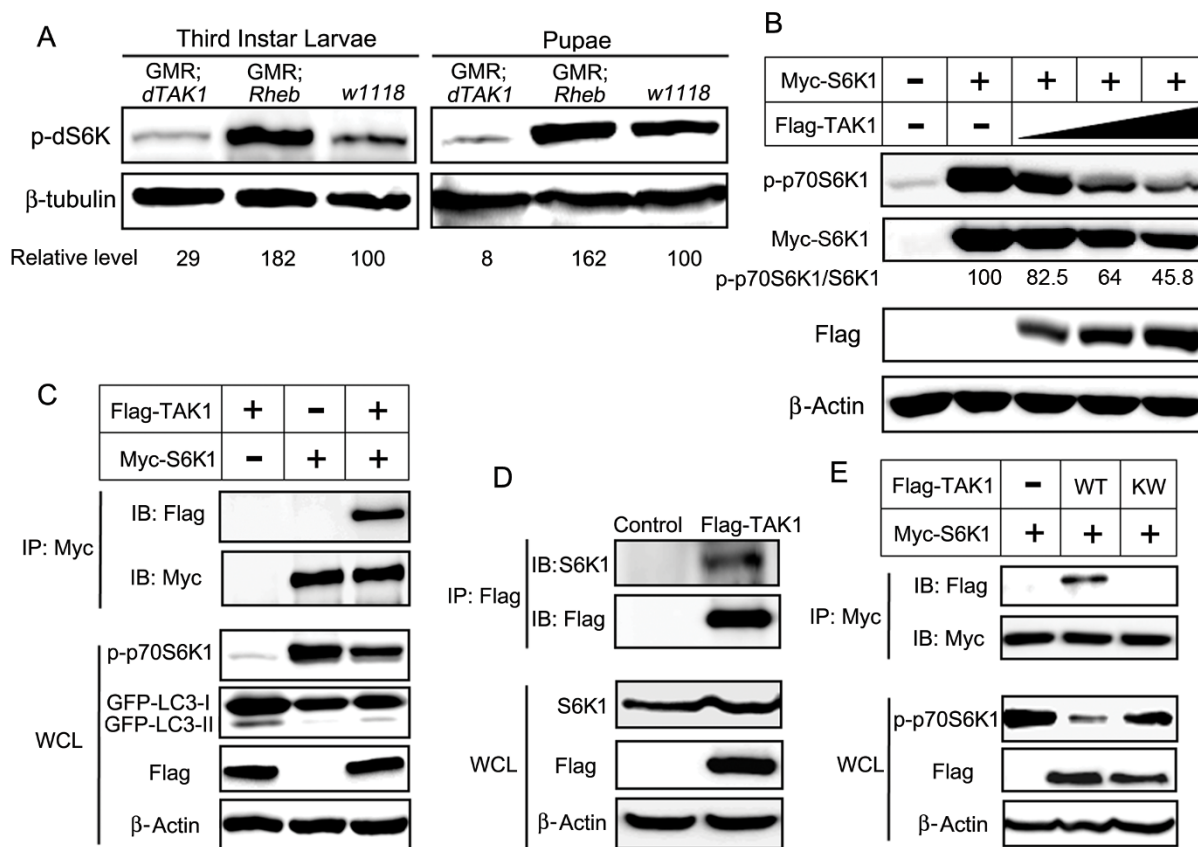 A
Third Instar Larvae
Pupae
GMR; dTAK1
GMR; Rheb
w1118
GMR; dTAK1
GMR; Rheb
w1118
p-dS6K
β-tubulin
Relative level 29 182 100 8 162 100
B
Myc-S6K1 - + + + +
Flag-TAK1 - -
p-p70S6K1
Myc-S6K1
p-p70S6K1/S6K1 100 82.5 64 45.8
Flag
β-Actin
C
Flag-TAK1 + - +
Myc-S6K1 - + +
IP: Myc
IB: Flag
IB: Myc
WCL
p-p70S6K1
GFP-LC3-I
GFP-LC3-II
Flag
β-Actin
D
Control Flag-TAK1
IP: Flag
IB:S6K1
IB: Flag
WCL
S6K1
Flag
β-Actin
E
Flag-TAK1 - WT KW
Myc-S6K1 + + +
IP: Myc
IB: Flag
IB: Myc
WCL
p-p70S6K1
Flag
β-Actin